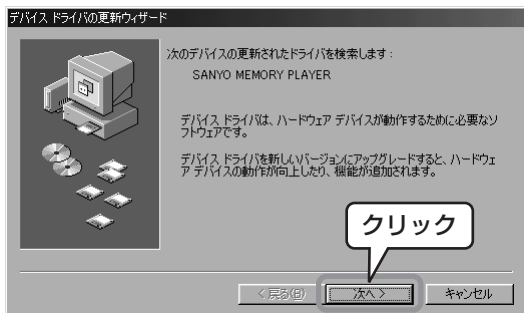 デバイス ドライバの更新ウィザード
次のデバイスの更新されたドライバを検索します :
SANYO MEMORY PLAYER
デバイス ドライバは、ハードウェア デバイスが動作するために必要なソ
フトウェアです。
デバイス ドライバを新しいバージョンにアップグレードすると、ハードウェ
ア デバイスの動作が向上したり、機能が追加されます。
クリック
< 戻る(B) 次へ > キャンセル